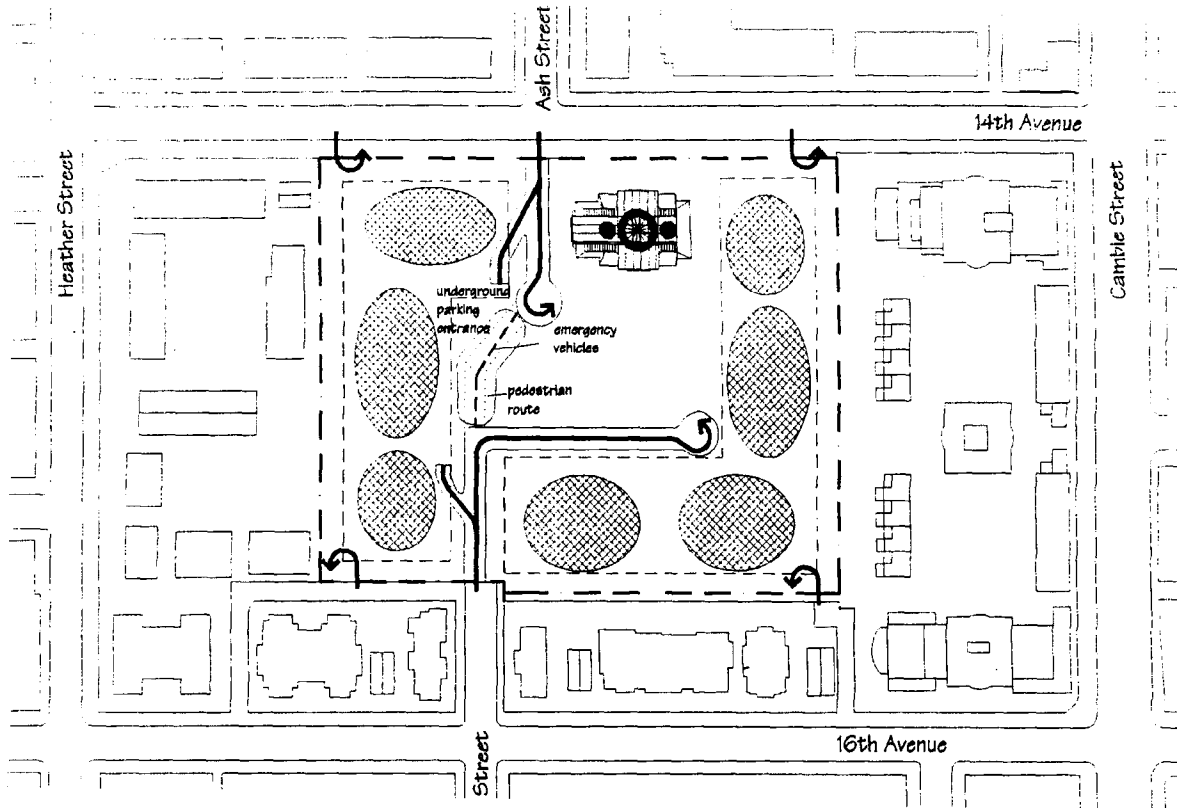 Ash Street
14th Avenue
Heather Street
Cambie Street
underground
parking
entrance
emergency
vehicles
pedestrian
route
16th Avenue
Street